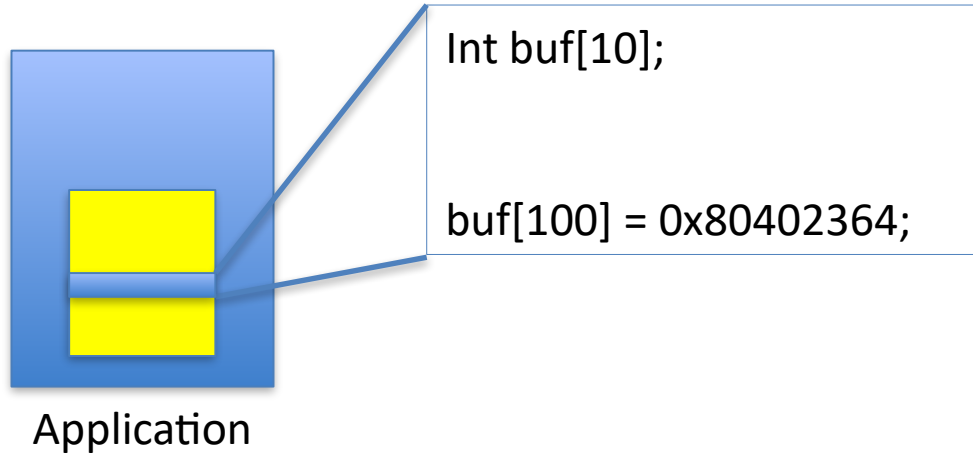 Int buf[10];
buf[100] = 0x80402364;
Application